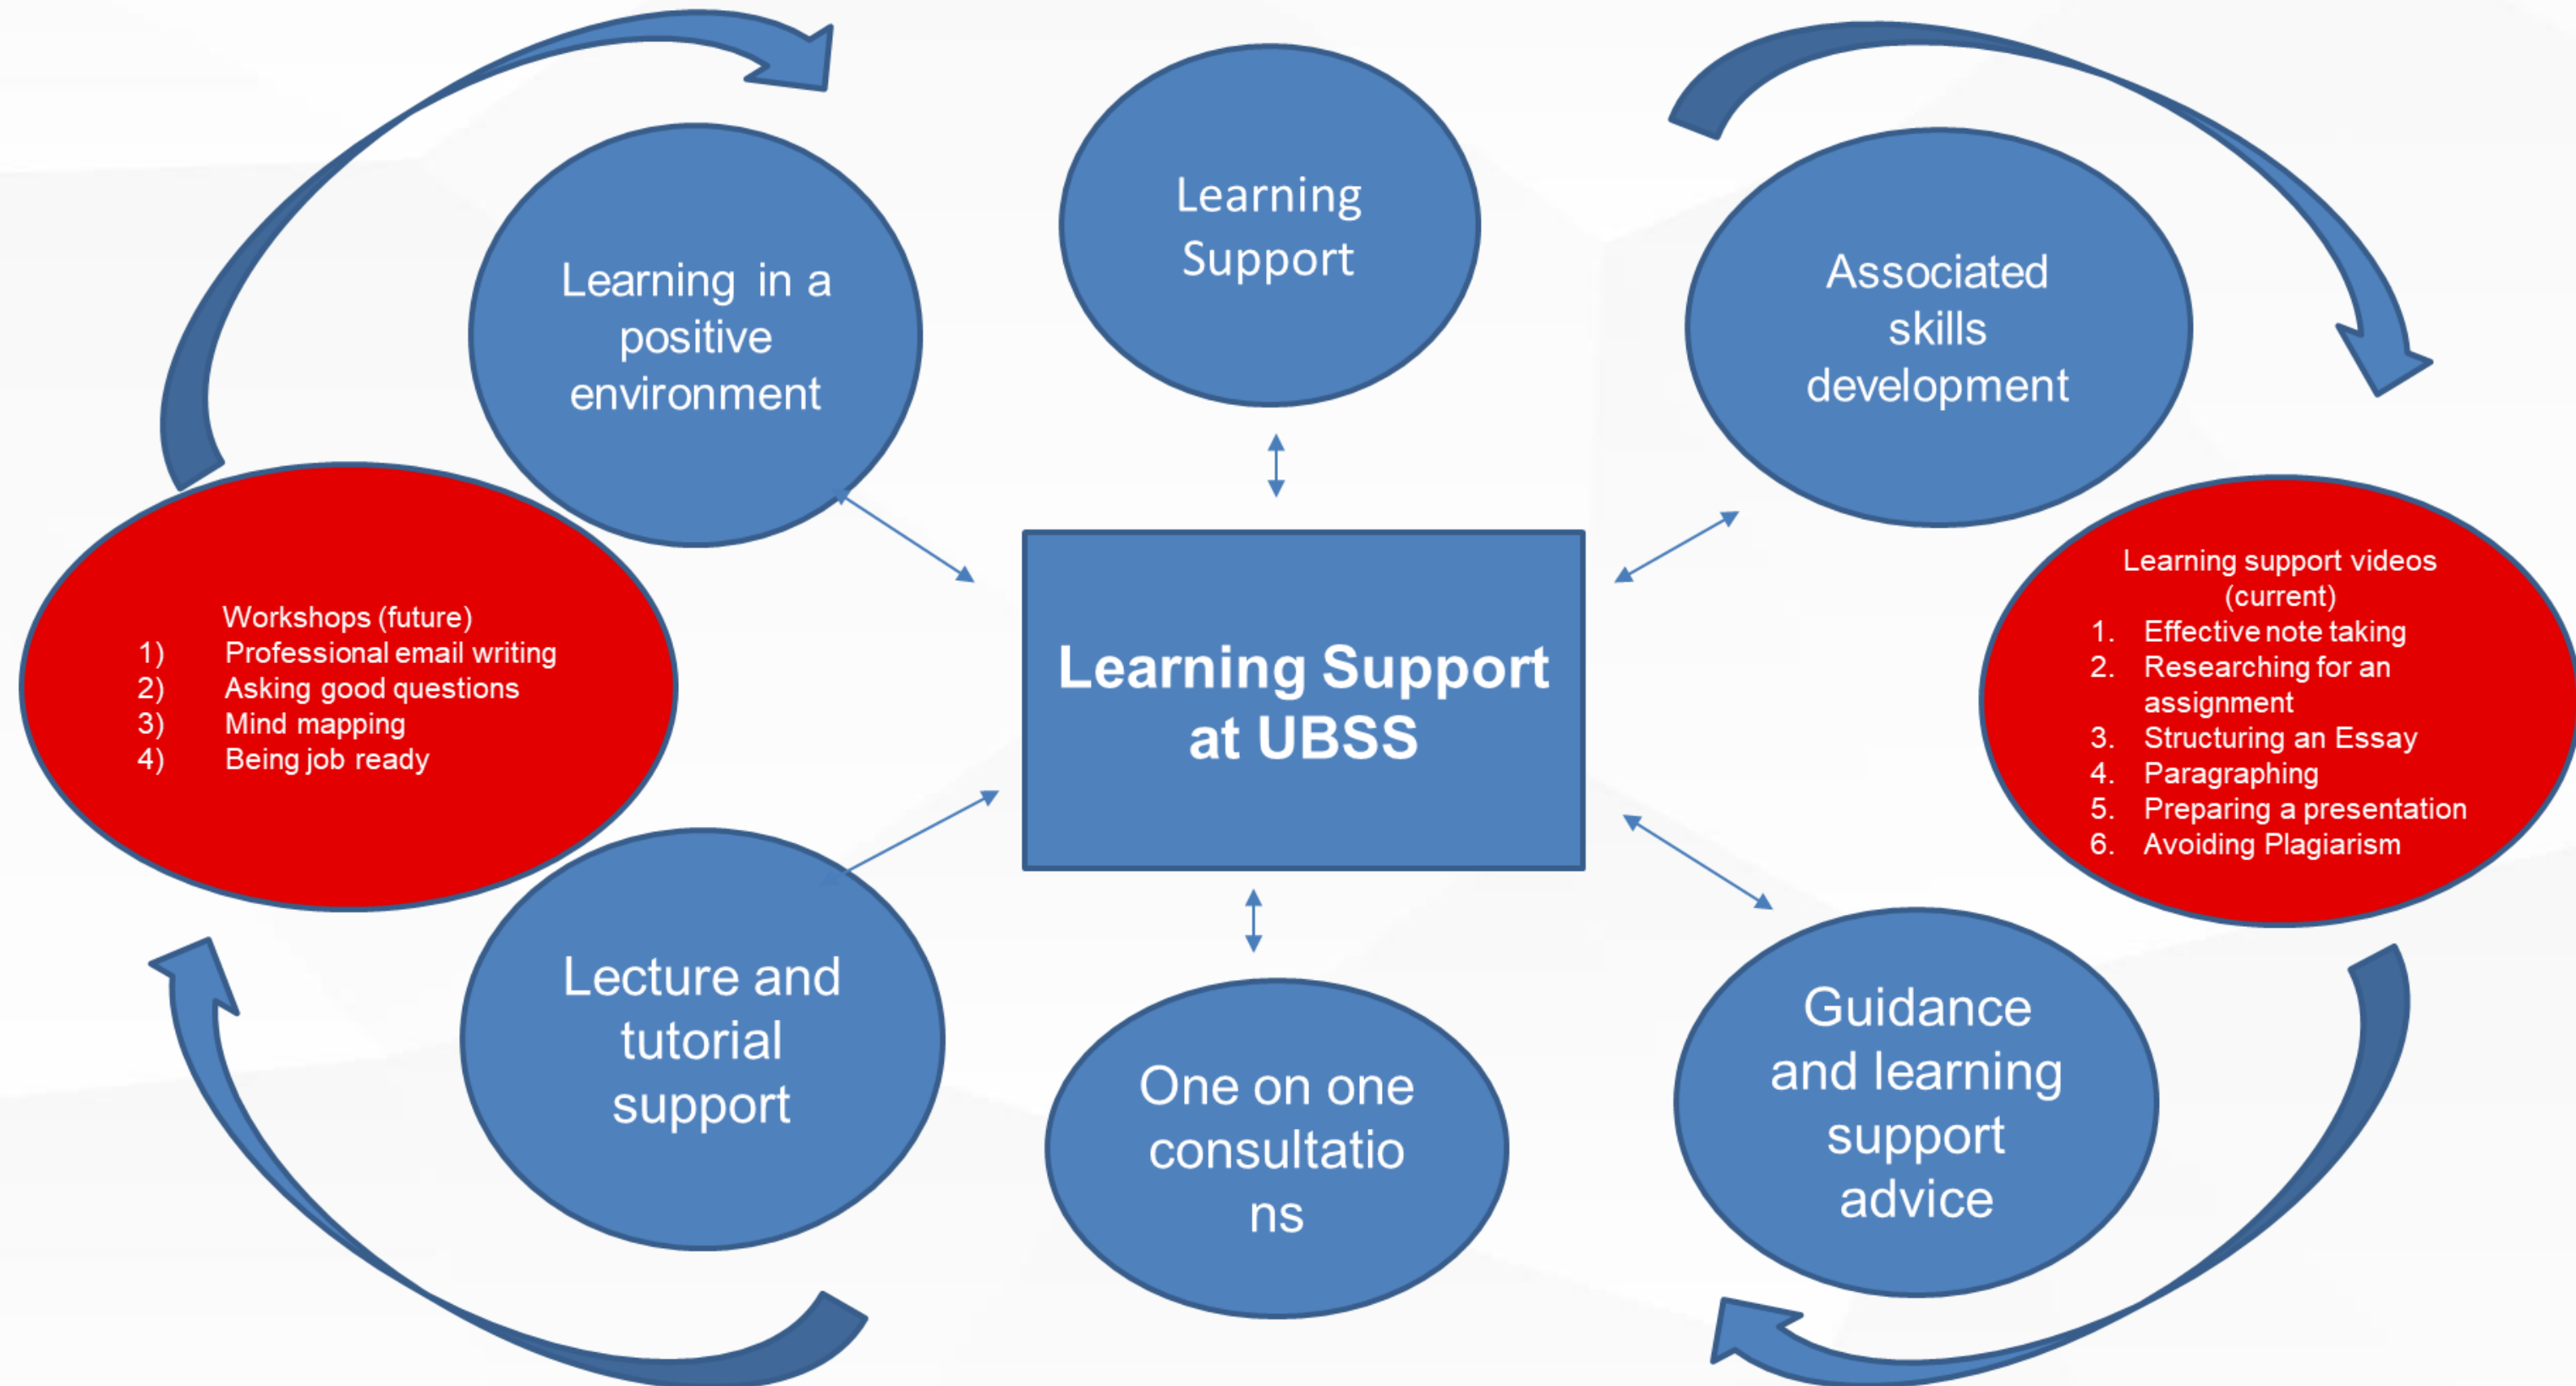 Learning
Support
Learning in a
positive
environment
Associated
skills
development
Workshops (future)
1) Professional email writing
2) Asking good questions
3) Mind mapping
4) Being job ready
Learning Support
at UBSS
Learning support videos
(current)
1. Effective note taking
2. Researching for an
assignment
3. Structuring an Essay
4. Paragraphing
5. Preparing a presentation
6. Avoiding Plagiarism
Lecture and
tutorial
support
One on one
consultatio
ns
Guidance
and learning
support
advice